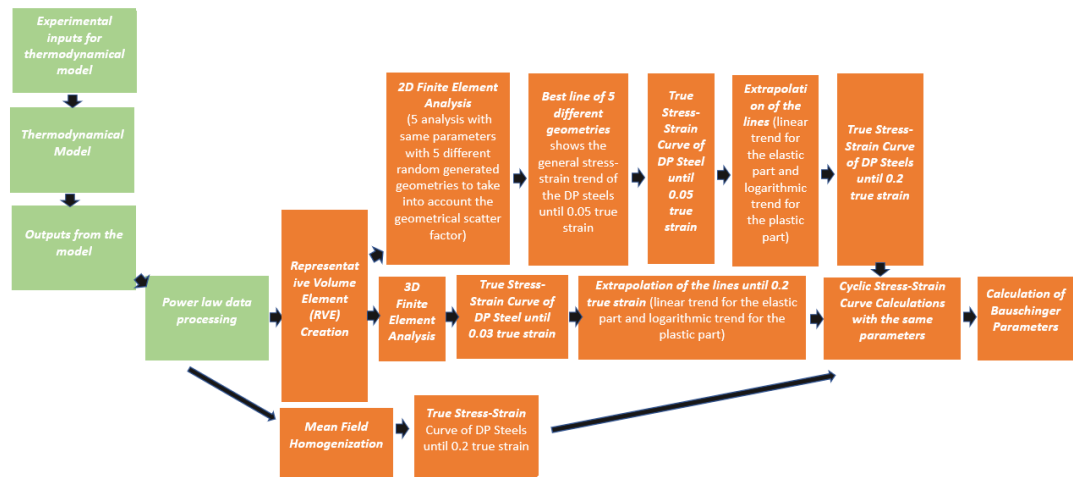 Experimental
inputs for
thermodynamical
model
Thermodynamical
Model
Outputs from the
model
Power law data
processing
Representat
ive Volume
Element
(RVE)
Creation
2D Finite Element
Analysis
(5 analysis with
same parameters
with 5 different
random generated
geometries to take
into account the
geometrical scatter
factor)
Best line of 5
different
geometries
shows the
general stress-
strain trend of
the DP steels
until 0.05 true
strain
True
Stress-
Strain
Curve of
DP Steel
until
0.05
true
strain
Extrapolati
on of the
lines (linear
trend for
the elastic
part and
logarithmic
trend for
the plastic
part)
True Stress-
Strain Curve
of DP Steels
until 0.2
true strain
3D
Finite
Element
Analysis
True Stress-
Strain Curve of
DP Steel until
0.03 true strain
Extrapolation of the lines until 0.2
true strain (linear trend for the elastic
part and logarithmic trend for the
plastic part)
Cyclic Stress-Strain
Curve Calculations
with the same
parameters
Calculation of
Bauschinger
Parameters
Mean Field
Homogenization
True Stress-Strain
Curve of DP Steels
until 0.2 true strain